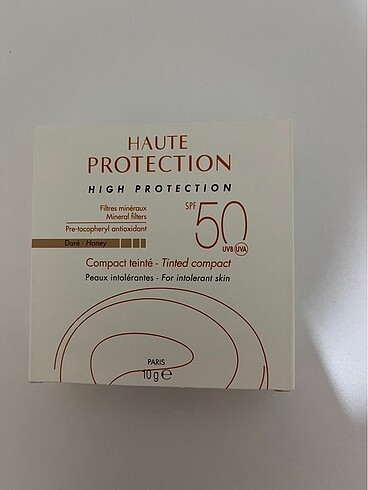 HAUTE
PROTECTION
HIGH PROTECTION
Filtres minéraux
Mineral filters
Pre-tocopheryl antioxidant
Doré - Honey
SPF 50
UVB UVA
Compact teinté - Tinted compact
Peaux intolérantes - For intolerant skin
PARIS
10 g ℮